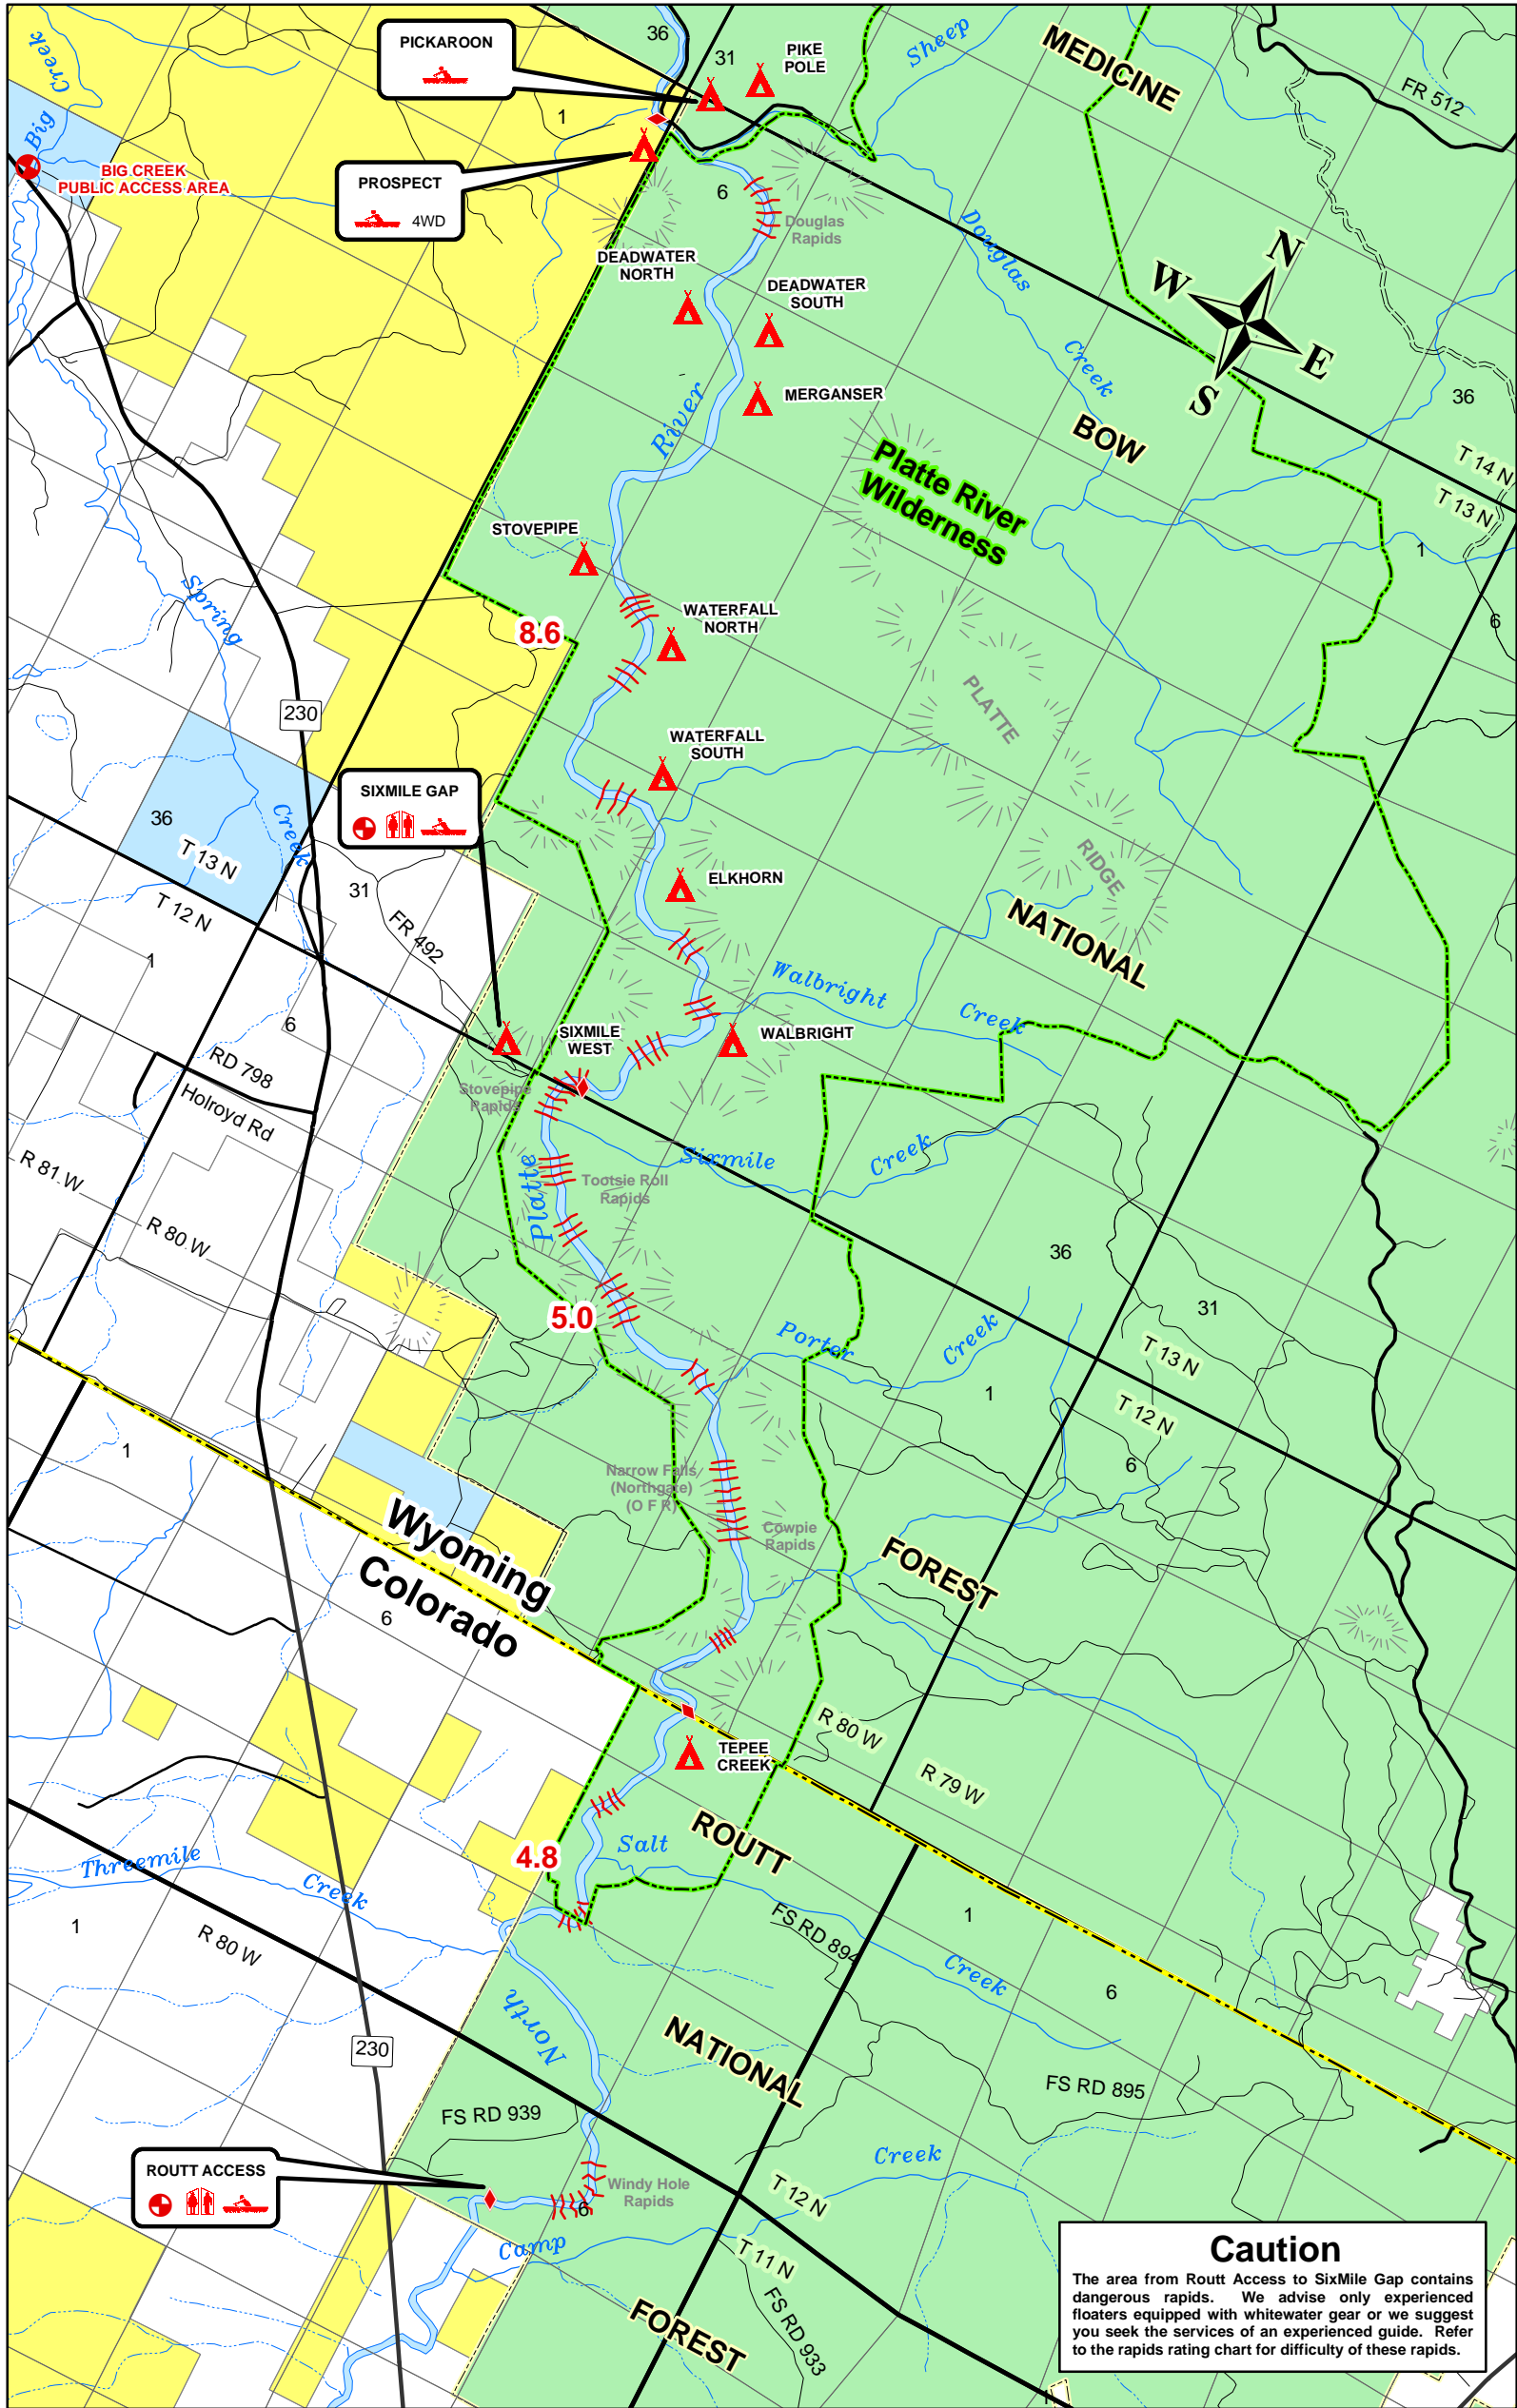 PICKAROON
36
31
PIKE
POLE
Sheep
MEDICINE
FR 512
Big Creek
1
BIG CREEK
PUBLIC ACCESS AREA
PROSPECT
4WD
6
Douglas
Rapids
Douglas
Creek
DEADWATER
NORTH
DEADWATER
SOUTH
N
W
E
S
MERGANSER
River
36
BOW
T 14 N
T 13 N
Platte River
Wilderness
STOVEPIPE
1
Spring
8.6
WATERFALL
NORTH
6
230
PLATTE
WATERFALL
SOUTH
SIXMILE GAP
36
Creek
T 13 N
T 12 N
31
RIDGE
ELKHORN
FR 492
NATIONAL
1
Walbright
Creek
6
SIXMILE
WEST
WALBRIGHT
RD 798
Holroyd Rd
Stovepipe
Rapids
Sixmile
Creek
R 81 W
R 80 W
Platte
Tootsie Roll
Rapids
36
31
5.0
Porter
Creek
T 13 N
T 12 N
1
1
6
Narrow Falls
(Northgate)
(O F R)
Cowpie
Rapids
Wyoming
Colorado
FOREST
6
R 80 W
R 79 W
TEPEE
CREEK
ROUTT
4.8
Salt
Threemile
Creek
1
R 80 W
1
FS RD 894
Creek
6
North
230
NATIONAL
FS RD 895
FS RD 939
ROUTT ACCESS
Creek
Windy Hole
Rapids
6
T 12 N
Camp
T 11 N
FS RD 933
FOREST
1
Caution
The area from Routt Access to SixMile Gap contains
dangerous rapids. We advise only experienced
floaters equipped with whitewater gear or we suggest
you seek the services of an experienced guide. Refer
to the rapids rating chart for difficulty of these rapids.